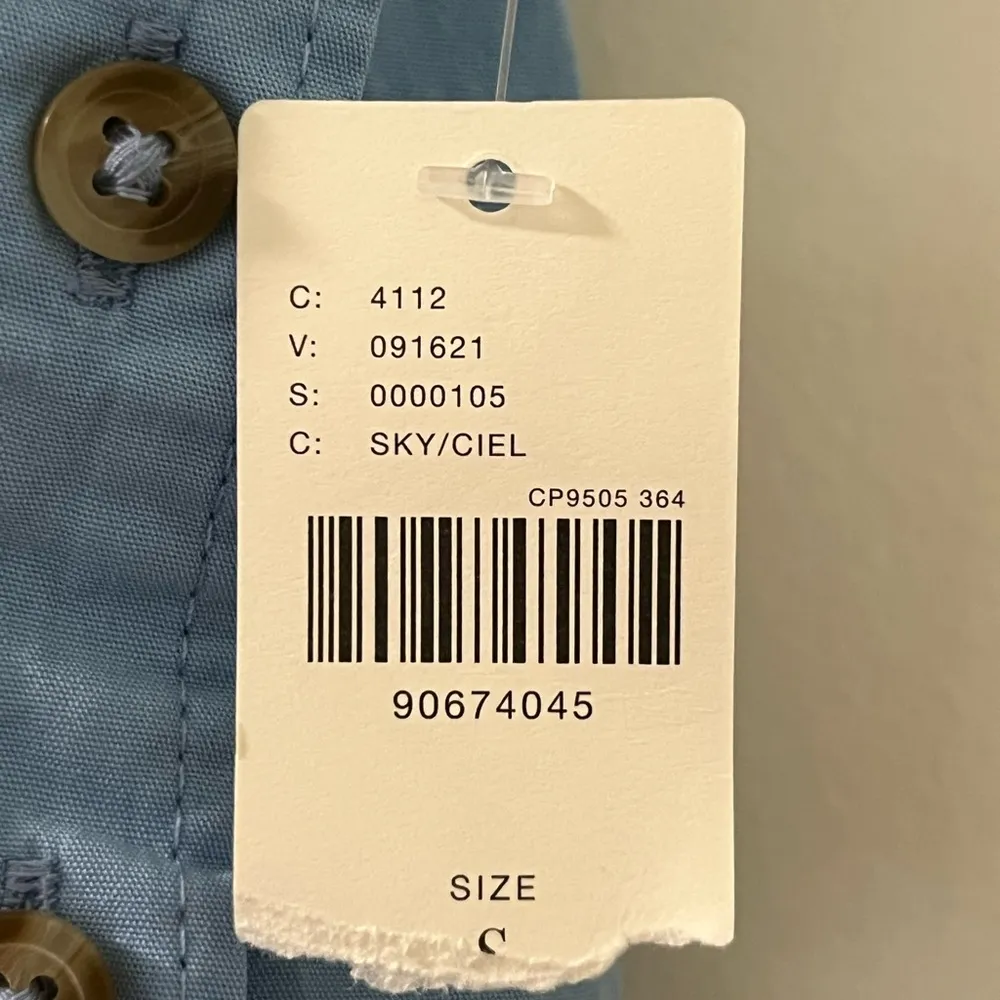 C: 4112
V: 091621
S: 0000105
C: SKY/CIEL
CP9505 364
90674045
SIZE